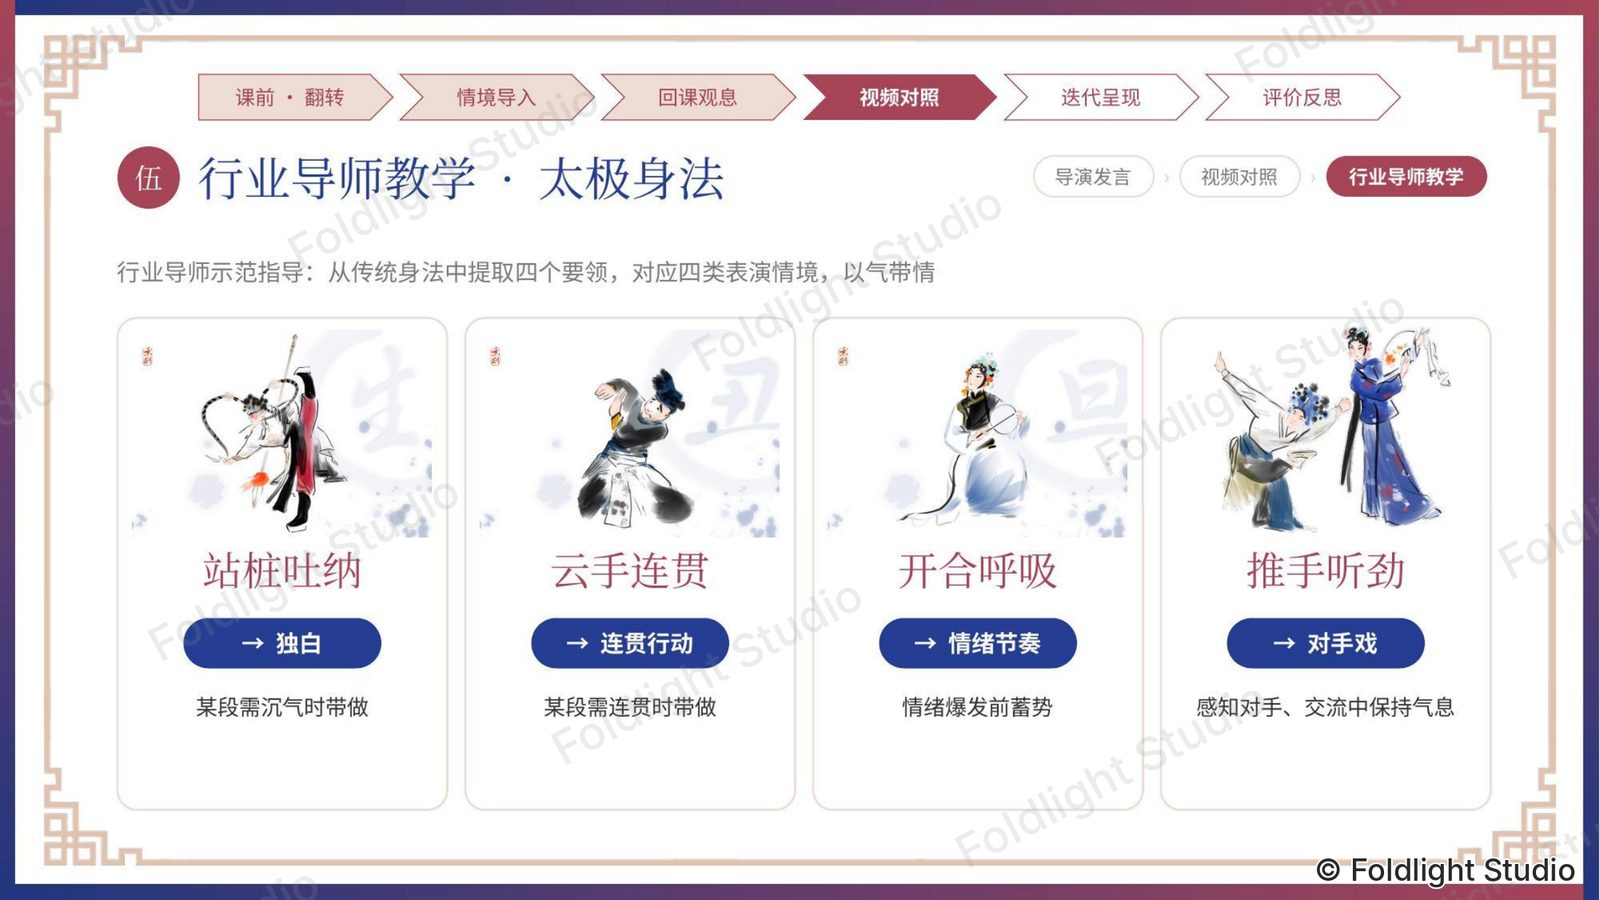 课前 · 翻转
情境导入
回课观息
视频对照
迭代呈现
评价反思
伍
行业导师教学 · 太极身法
导演发言 › 视频对照 › 行业导师教学
行业导师示范指导：从传统身法中提取四个要领，对应四类表演情境，以气带情
生
丑
旦
站桩吐纳
→ 独白
某段需沉气时带做
云手连贯
→ 连贯行动
某段需连贯时带做
开合呼吸
→ 情绪节奏
情绪爆发前蓄势
推手听劲
→ 对手戏
感知对手、交流中保持气息
© Foldlight Studio
Foldlight Studio